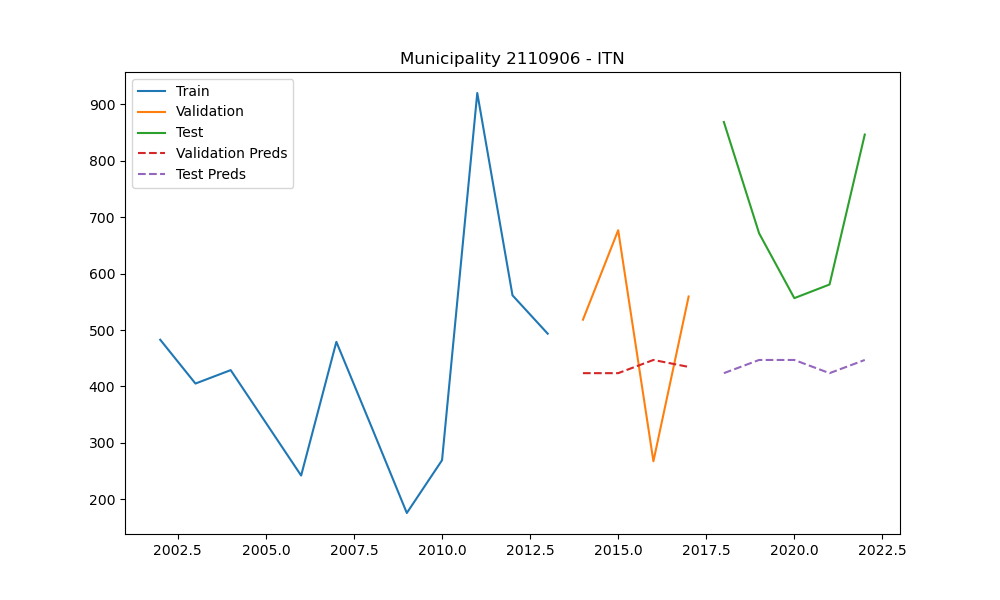 Municipality 2110906 - ITN
Train
Validation
Test
Validation Preds
Test Preds
900
800
700
600
500
400
300
200
2002.5 2005.0 2007.5 2010.0 2012.5 2015.0 2017.5 2020.0 2022.5